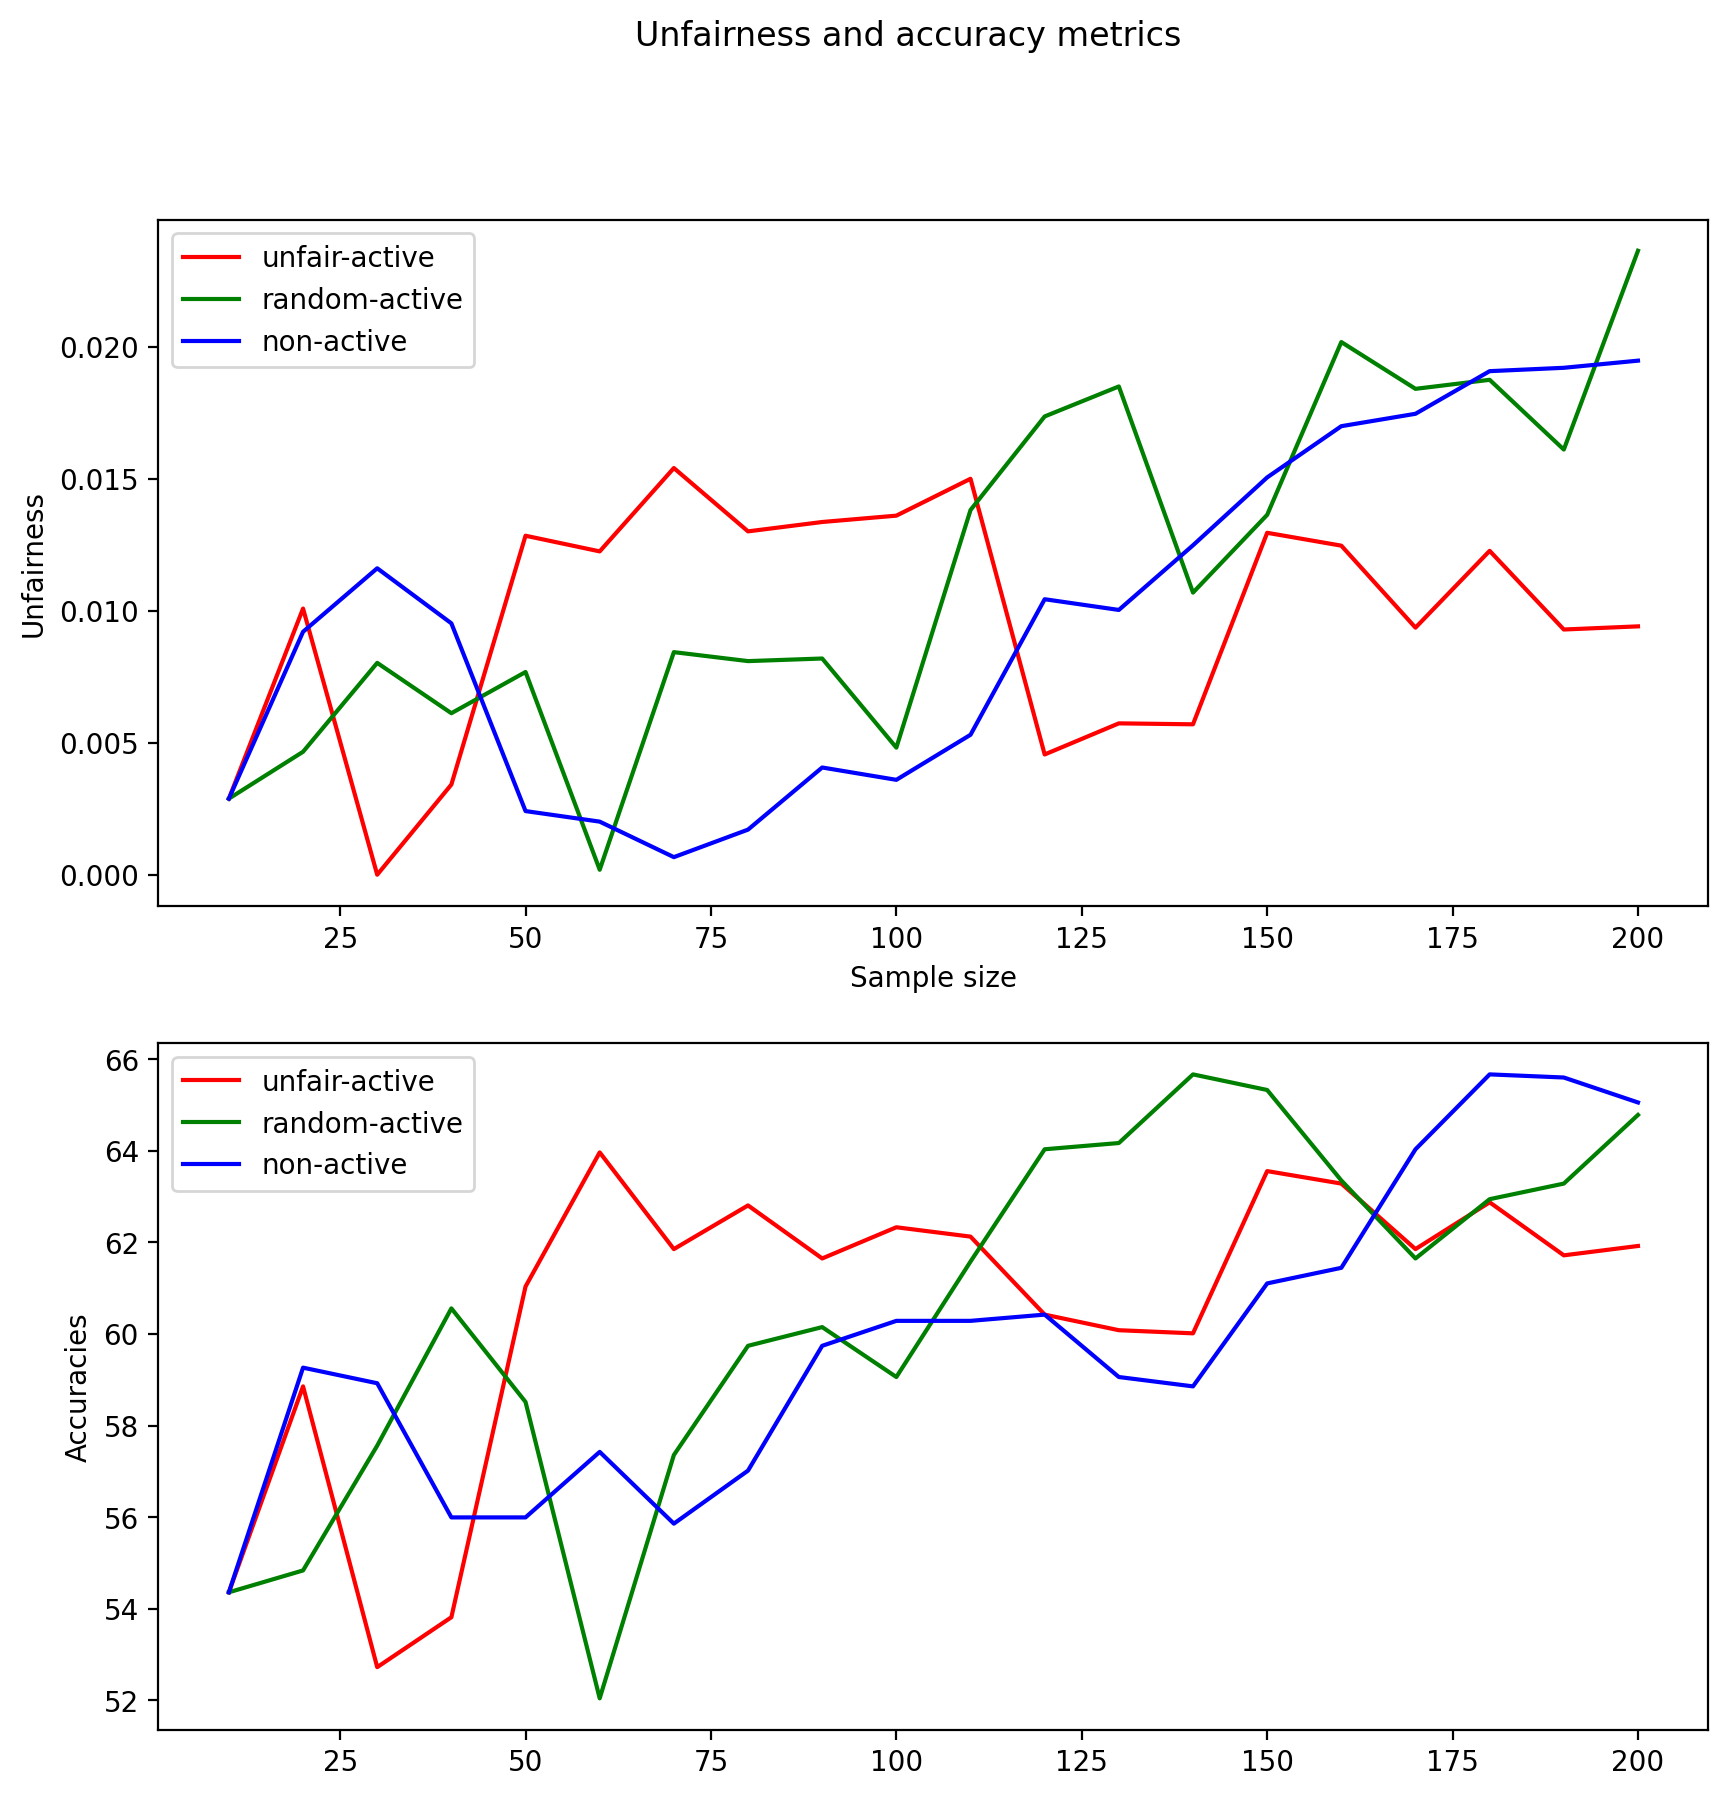 Unfairness and accuracy metrics
unfair-active
random-active
non-active
0.020
0.015
0.010
0.005
0.000
Unfairness
25 50 75 100 125 150 175 200
Sample size
unfair-active
random-active
non-active
66
64
62
60
58
56
54
52
Accuracies
25 50 75 100 125 150 175 200